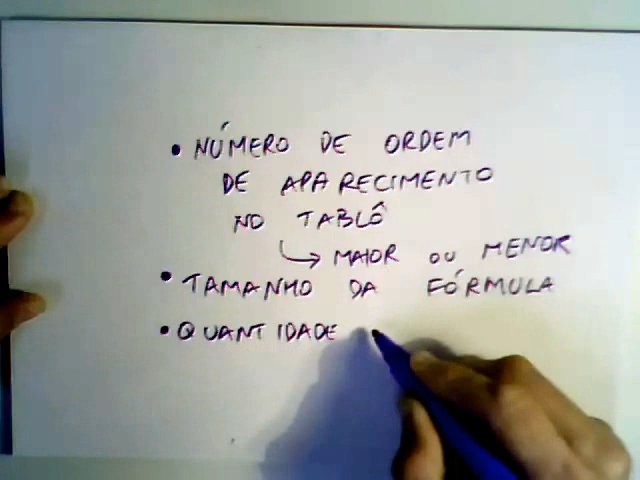 • NÚMERO DE ORDEM
DE APARECIMENTO
NO TABLÔ
↳ MAIOR OU MENOR
• TAMANHO DA FÓRMULA
• QUANTIDADE